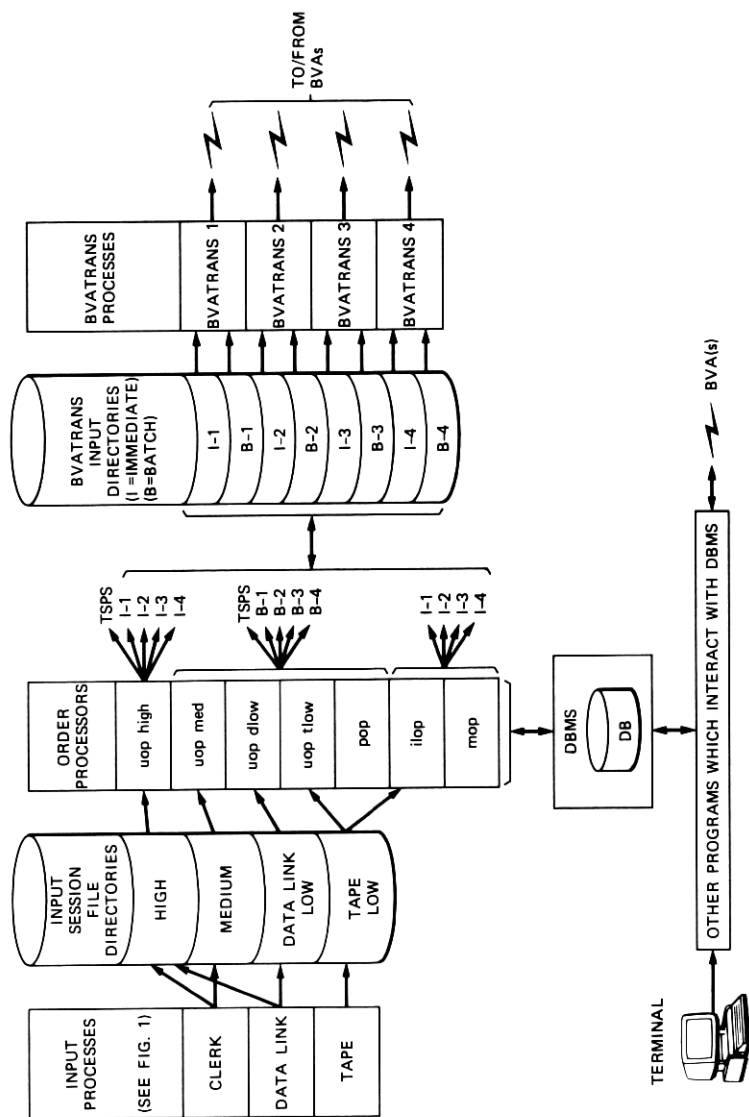 INPUT
PROCESSES
(SEE FIG. 1)
CLERK
DATA LINK
TAPE
INPUT
SESSION
FILE
DIRECTORIES
HIGH
MEDIUM
DATA LINK
LOW
TAPE
LOW
ORDER
PROCESSORS
uop high
uop med
uop dlow
uop tlow
pop
ilop
mop
TSPS
I-1
I-2
I-3
I-4
TSPS
B-1
B-2
B-3
B-4
I-1
I-2
I-3
I-4
BVATRANS
INPUT
DIRECTORIES
(I =IMMEDIATE)
(B=BATCH)
I-1
B-1
I-2
B-2
I-3
B-3
I-4
B-4
BVATRANS
PROCESSES
BVATRANS 1
BVATRANS 2
BVATRANS 3
BVATRANS 4
TO/FROM
BVAs
DBMS
DB
TERMINAL
OTHER PROGRAMS WHICH INTERACT WITH DBMS
BVA(s)